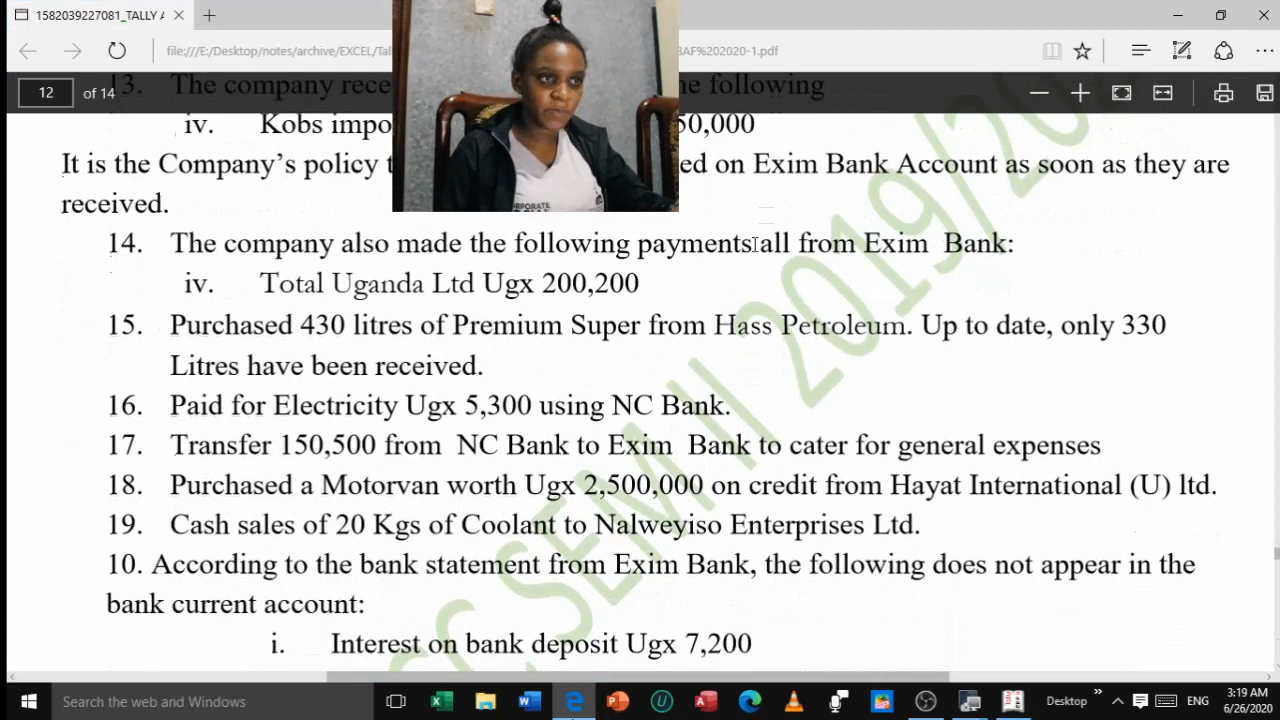 1582039227081_TALLY A
file:///E:/Desktop/notes/archive/EXCEL/Tal BAF%202020-1.pdf
12 of 14
13. The company rece he following
iv. Kobs impo 50,000
It is the Company's policy t ed on Exim Bank Account as soon as they are
received.
14. The company also made the following payments all from Exim Bank:
iv. Total Uganda Ltd Ugx 200,200
15. Purchased 430 litres of Premium Super from Hass Petroleum. Up to date, only 330
Litres have been received.
16. Paid for Electricity Ugx 5,300 using NC Bank.
17. Transfer 150,500 from NC Bank to Exim Bank to cater for general expenses
18. Purchased a Motorvan worth Ugx 2,500,000 on credit from Hayat International (U) ltd.
19. Cash sales of 20 Kgs of Coolant to Nalweyiso Enterprises Ltd.
10. According to the bank statement from Exim Bank, the following does not appear in the
bank current account:
i. Interest on bank deposit Ugx 7,200
SEM II 2019/20
CORPORATE
Search the web and Windows
Desktop
ENG
3:19 AM
6/26/2020